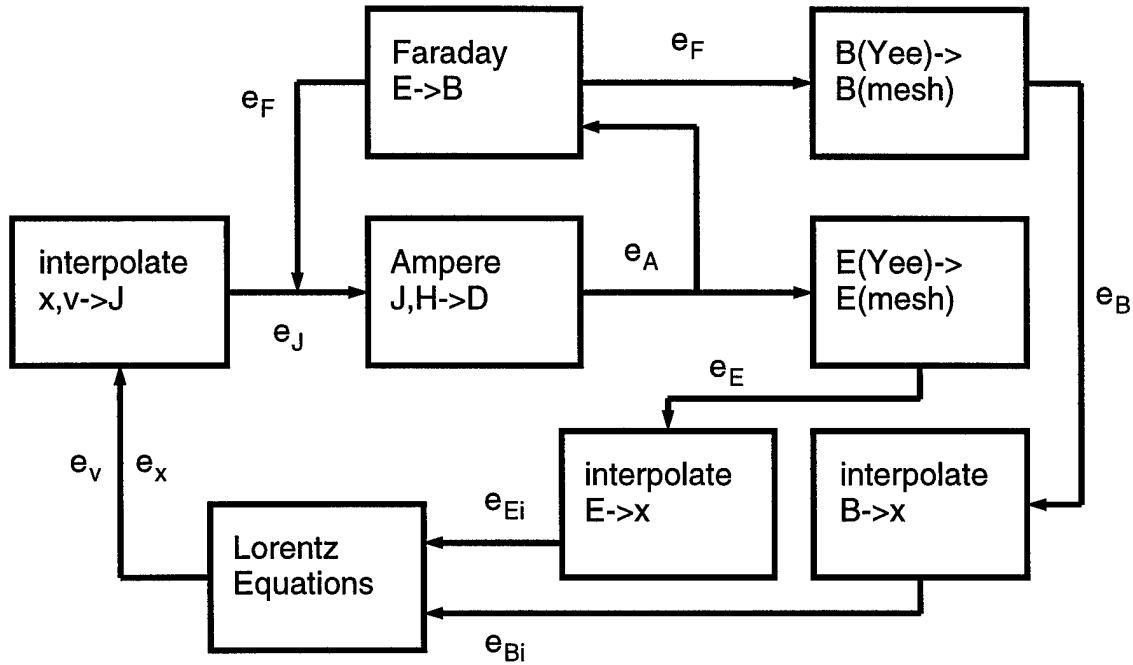 Faraday
E->B
e_F
B(Yee)->
B(mesh)
e_F
interpolate
x,v->J
Ampere
J,H->D
e_A
E(Yee)->
E(mesh)
e_J
e_B
e_E
e_v
e_x
interpolate
E->x
interpolate
B->x
e_Ei
Lorentz
Equations
e_Bi